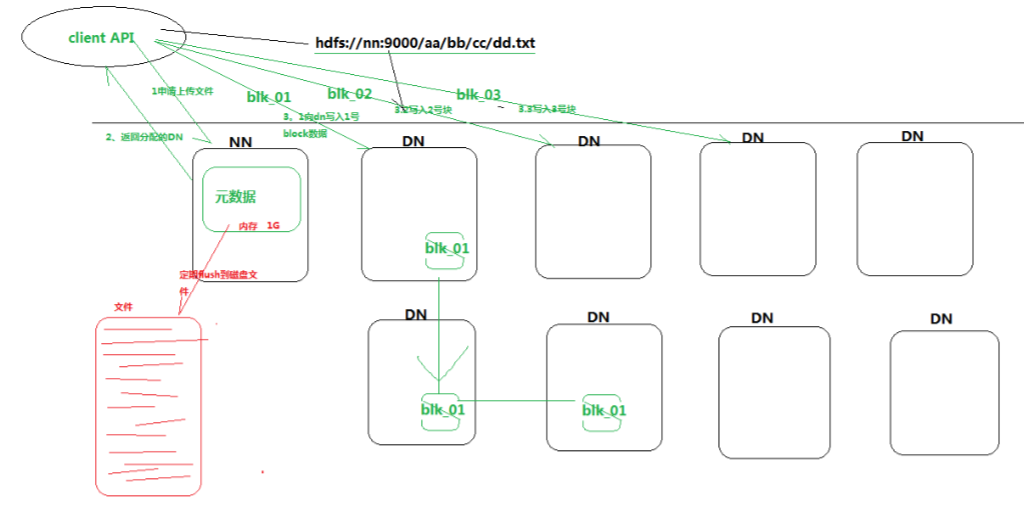 client API
hdfs://nn:9000/aa/bb/cc/dd.txt
1申请上传文件
blk_01
blk_02
blk_03
3.2写入2号块
3.3写入3号块
3。1向dn写入1号
block数据
2、返回分配的DN
NN
DN
DN
DN
DN
元数据
内存 1G
blk_01
定期flush到磁盘文
件
文件
DN
DN
DN
DN
blk_01
blk_01